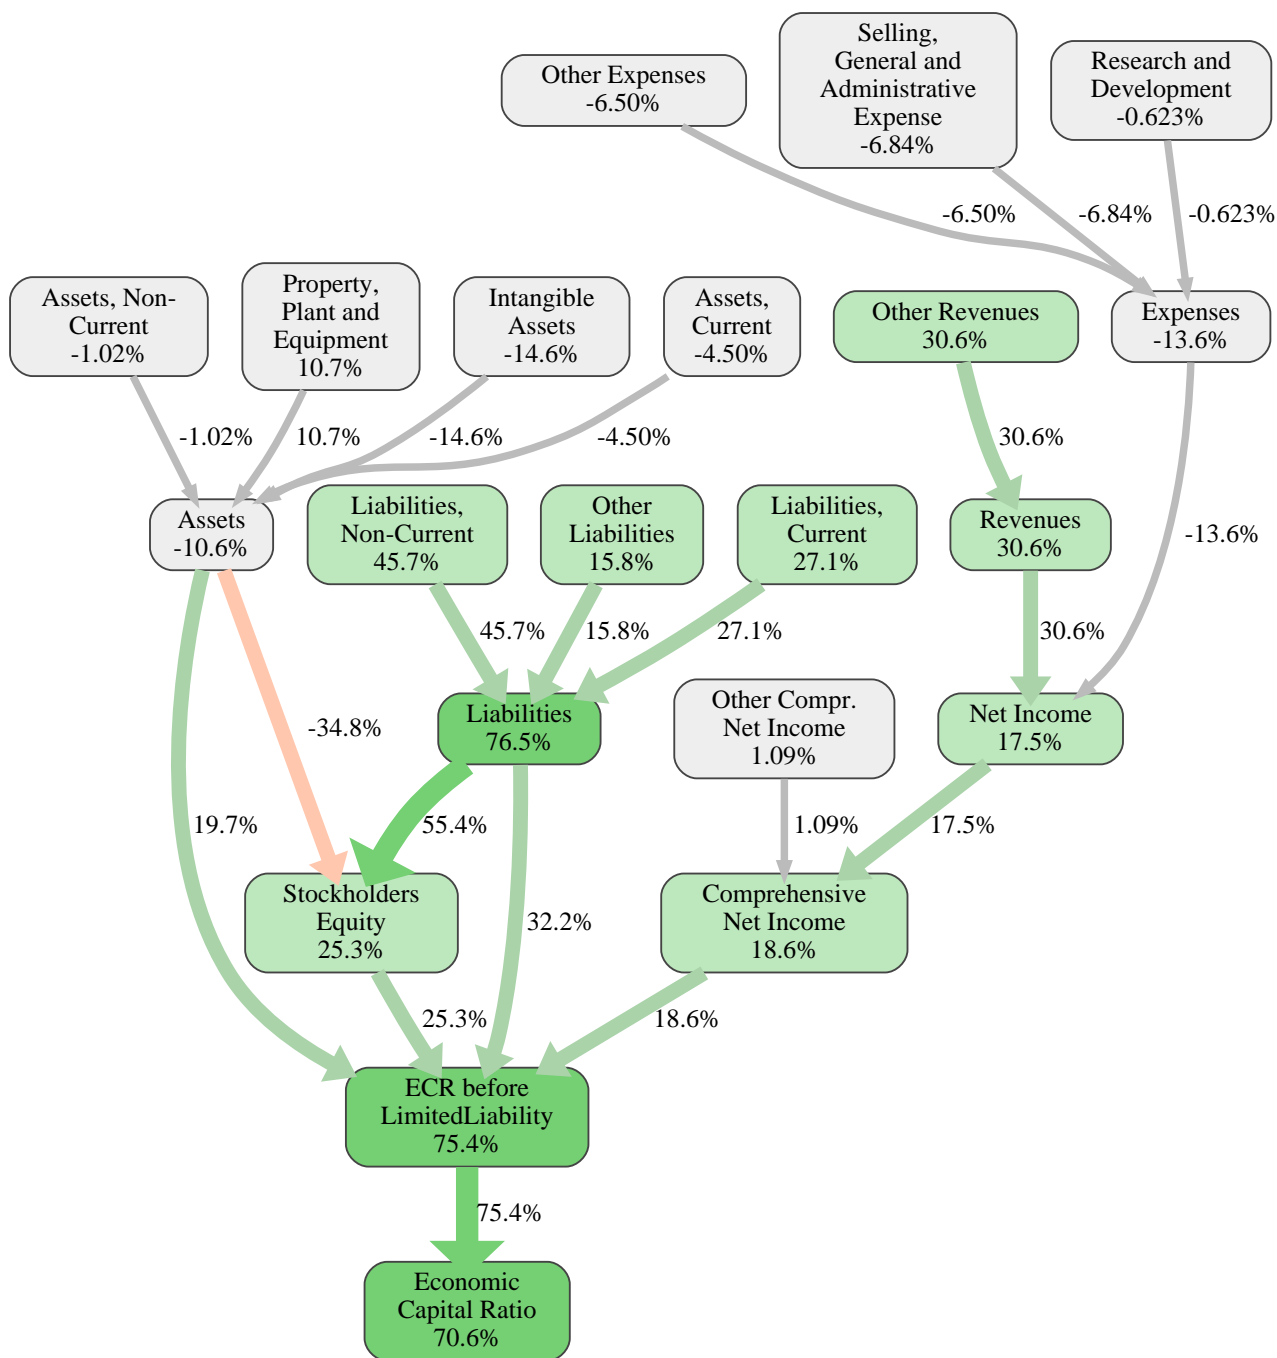 Other Expenses
-6.50%
Selling,
General and
Administrative
Expense
-6.84%
Research and
Development
-0.623%
-6.50%
-6.84%
-0.623%
Assets, Non-
Current
-1.02%
Property,
Plant and
Equipment
10.7%
Intangible
Assets
-14.6%
Assets,
Current
-4.50%
Other Revenues
30.6%
Expenses
-13.6%
-1.02%
10.7%
-14.6%
-4.50%
30.6%
Assets
-10.6%
Liabilities,
Non-Current
45.7%
Other
Liabilities
15.8%
Liabilities,
Current
27.1%
Revenues
30.6%
-13.6%
45.7%
15.8%
27.1%
30.6%
-34.8%
Liabilities
76.5%
Other Compr.
Net Income
1.09%
Net Income
17.5%
19.7%
55.4%
1.09%
17.5%
Stockholders
Equity
25.3%
32.2%
Comprehensive
Net Income
18.6%
25.3%
18.6%
ECR before
LimitedLiability
75.4%
75.4%
Economic
Capital Ratio
70.6%